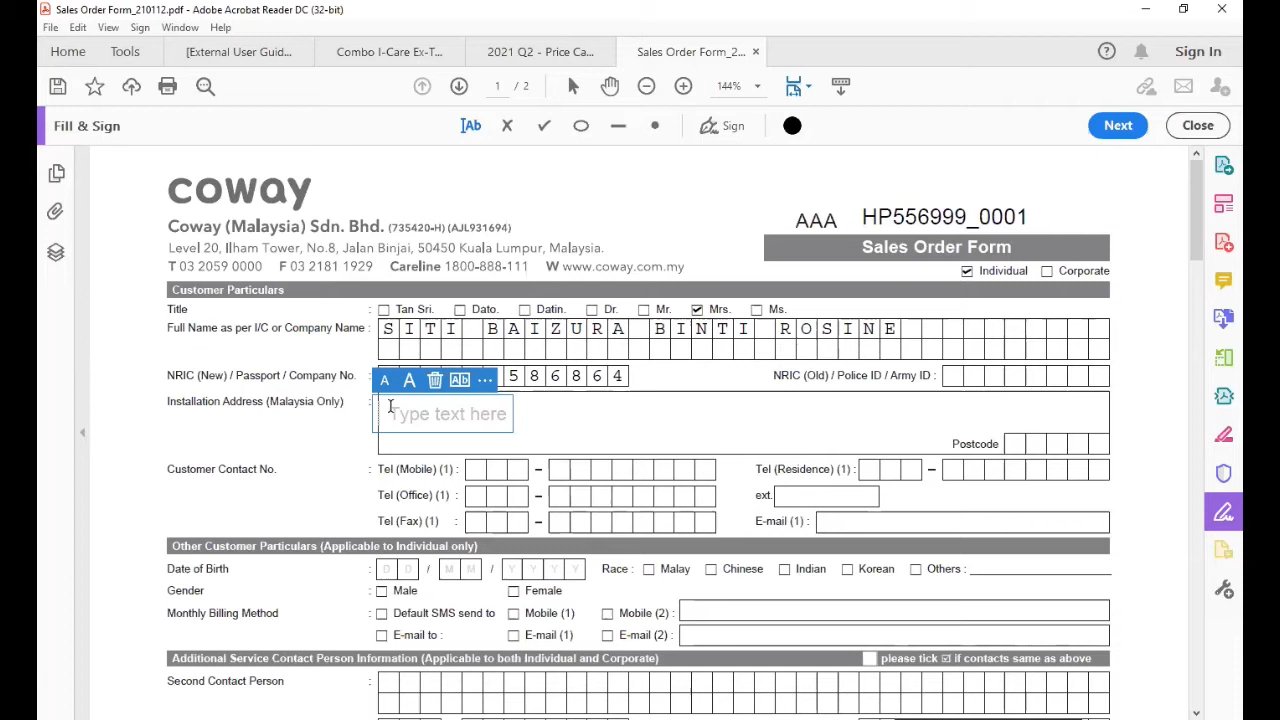 Sales Order Form_210112.pdf - Adobe Acrobat Reader DC (32-bit)
File Edit View Sign Window Help
Home Tools [External User Guid... Combo I-Care Ex-T... 2021 Q2 - Price Ca... Sales Order Form_2... × Sign In
1 / 2 144%
Fill & Sign Ab Sign Next Close
coway
Coway (Malaysia) Sdn. Bhd. (735420-H) (AJL931694)
AAA HP556999_0001
Level 20, Ilham Tower, No.8, Jalan Binjai, 50450 Kuala Lumpur, Malaysia.
Sales Order Form
T 03 2059 0000 F 03 2181 1929 Careline 1800-888-111 W www.coway.com.my
Individual Corporate
Customer Particulars
Title : Tan Sri. Dato. Datin. Dr. Mr. Mrs. Ms.
Full Name as per I/C or Company Name : SITI BAIZURA BINTI ROSINE
NRIC (New) / Passport / Company No. : 586864 NRIC (Old) / Police ID / Army ID :
A A Ab ...
Installation Address (Malaysia Only) :
Type text here
Postcode
Customer Contact No. : Tel (Mobile) (1) : – Tel (Residence) (1) : –
Tel (Office) (1) : – ext.
Tel (Fax) (1) : – E-mail (1) :
Other Customer Particulars (Applicable to Individual only)
Date of Birth : D D / M M / Y Y Y Y Race : Malay Chinese Indian Korean Others :
Gender : Male Female
Monthly Billing Method : Default SMS send to Mobile (1) Mobile (2) :
E-mail to : E-mail (1) E-mail (2) :
Additional Service Contact Person Information (Applicable to both Individual and Corporate) please tick ☑ if contacts same as above
Second Contact Person :